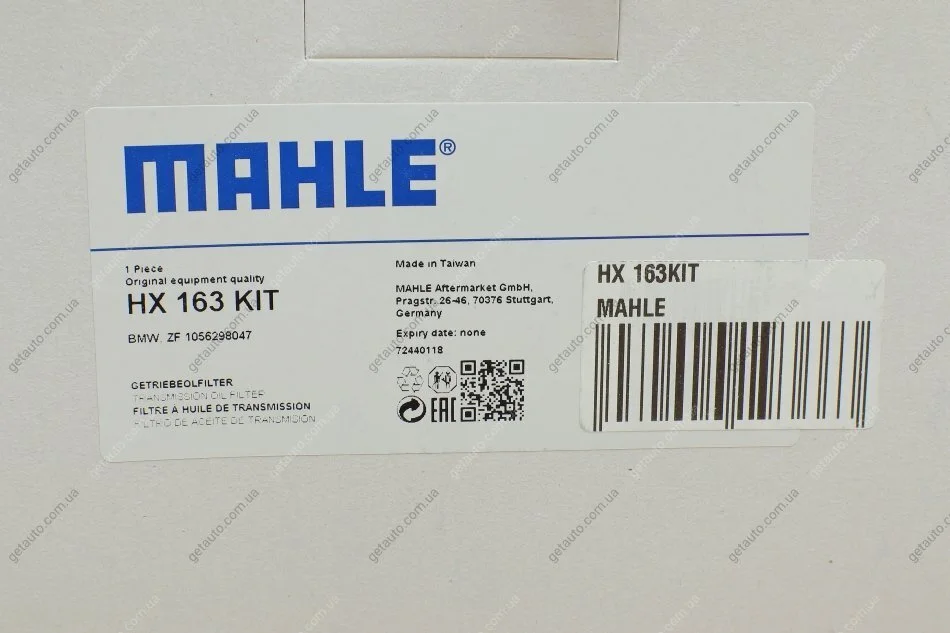 MAHLE®
1 Piece
Original equipment quality
HX 163 KIT
BMW. ZF 1056298047
GETRIEBEOLFILTER
TRANSMISSION OIL FILTER
FILTRE A HUILE DE TRANSMISSION
FILTRO DE ACEITE DE TRANSMISION
Made in Taiwan
MAHLE Aftermarket GmbH,
Pragstr. 26-46, 70376 Stuttgart,
Germany
Expiry date: none
72440118
EAC
HX 163KIT
MAHLE
getauto.com.ua